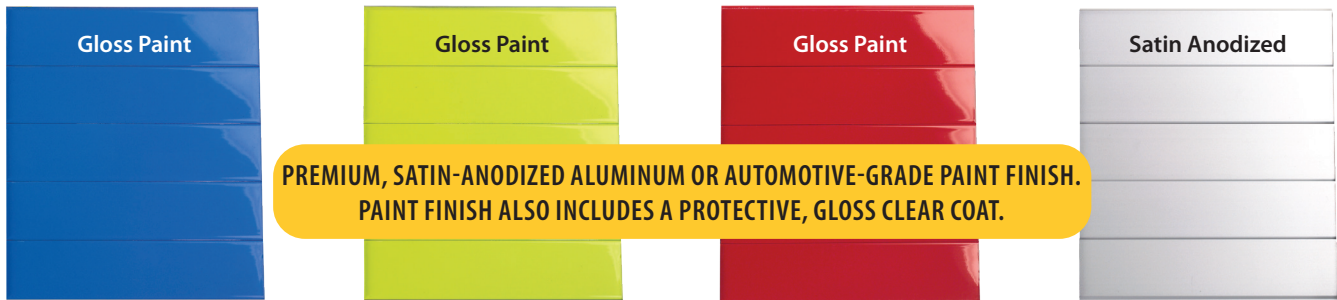 Gloss Paint
Gloss Paint
Gloss Paint
Satin Anodized
PREMIUM, SATIN-ANODIZED ALUMINUM OR AUTOMOTIVE-GRADE PAINT FINISH.
PAINT FINISH ALSO INCLUDES A PROTECTIVE, GLOSS CLEAR COAT.